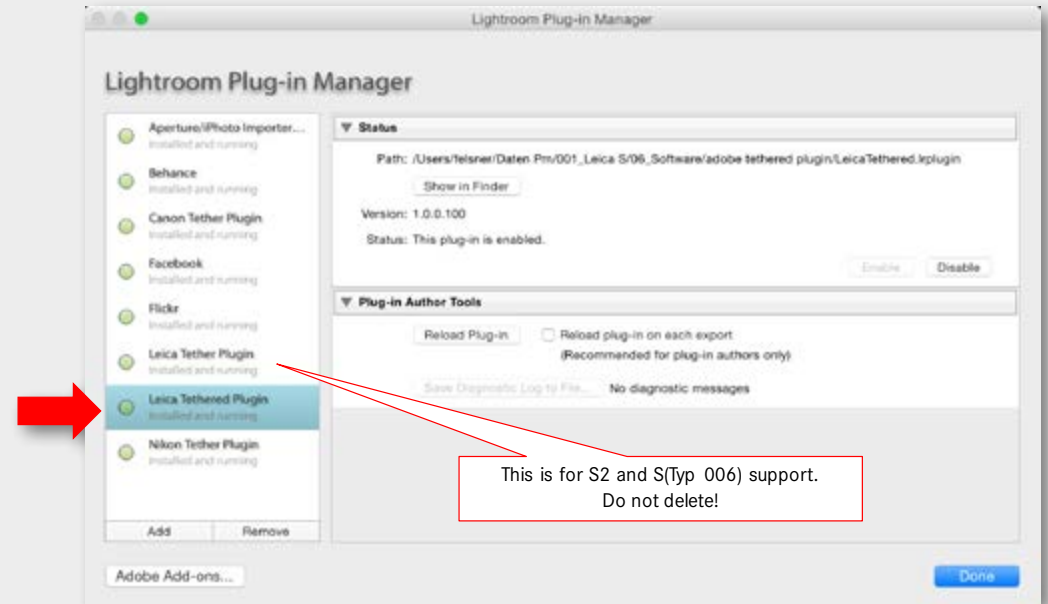 Lightroom Plug-in Manager
Lightroom Plug-in Manager
Aperture/iPhoto Importer...
Installed and running
Behance
Installed and running
Canon Tether Plugin
Installed and running
Facebook
Installed and running
Flickr
Installed and running
Leica Tether Plugin
Installed and running
Leica Tethered Plugin
Installed and running
Nikon Tether Plugin
Installed and running
Add Remove
Status
Path: /Users/felsner/Daten Pm/001_Leica S/06_Software/adobe tethered plugin/LeicaTethered.lrplugin
Show in Finder
Version: 1.0.0.100
Status: This plug-in is enabled.
Enable Disable
Plug-in Author Tools
Reload Plug-in Reload plug-in on each export
(Recommended for plug-in authors only)
Save Diagnostic Log to File... No diagnostic messages
This is for S2 and S(Typ 006) support.
Do not delete!
Adobe Add-ons... Done